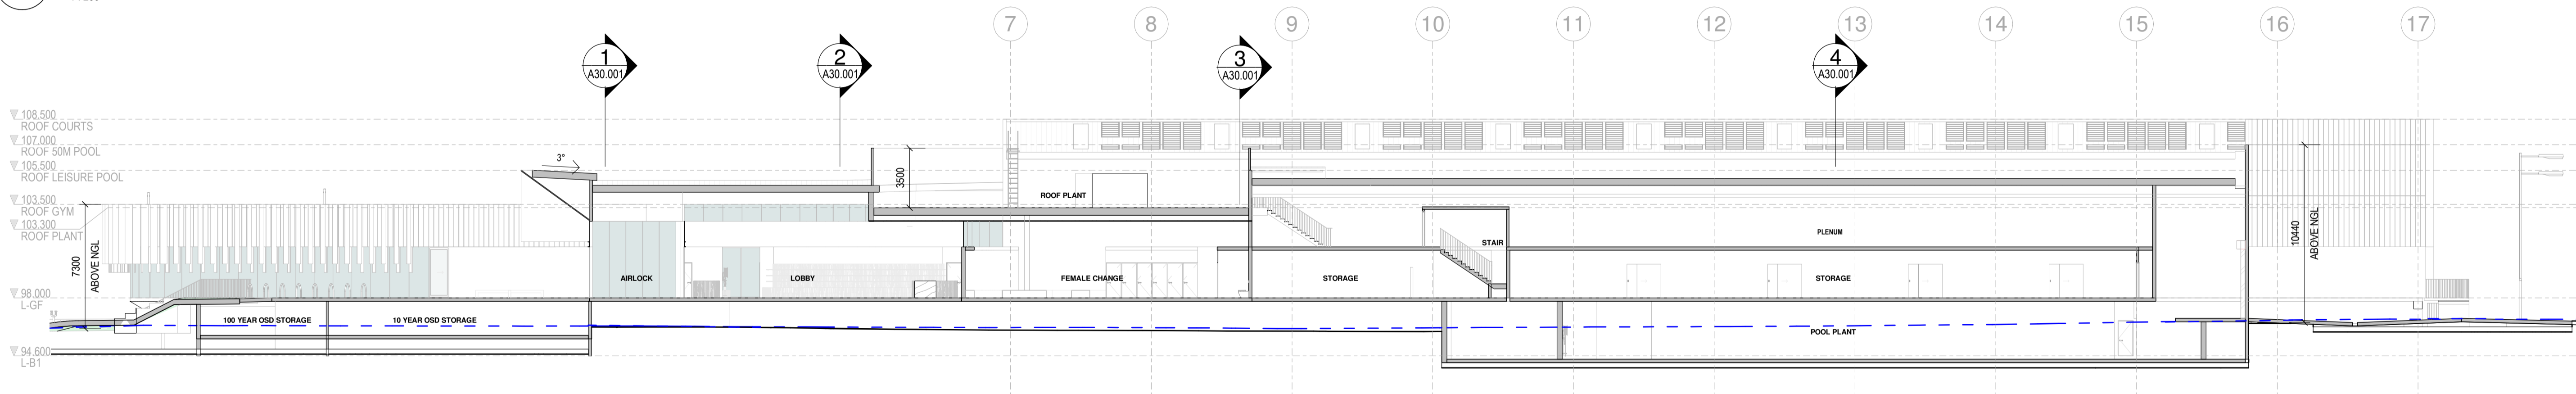 7
8
9
10
11
12
13
14
15
16
17
1
A30.001
2
A30.001
3
A30.001
4
A30.001
108.500
ROOF COURTS
107.000
ROOF 50M POOL
105.500
ROOF LEISURE POOL
103.500
ROOF GYM
103.300
ROOF PLANT
98.000
L-GF
94.600
L-B1
3°
3500
7300
ABOVE NGL
10440
ABOVE NGL
ROOF PLANT
STAIR
PLENUM
AIRLOCK
LOBBY
FEMALE CHANGE
STORAGE
STORAGE
100 YEAR OSD STORAGE
10 YEAR OSD STORAGE
POOL PLANT